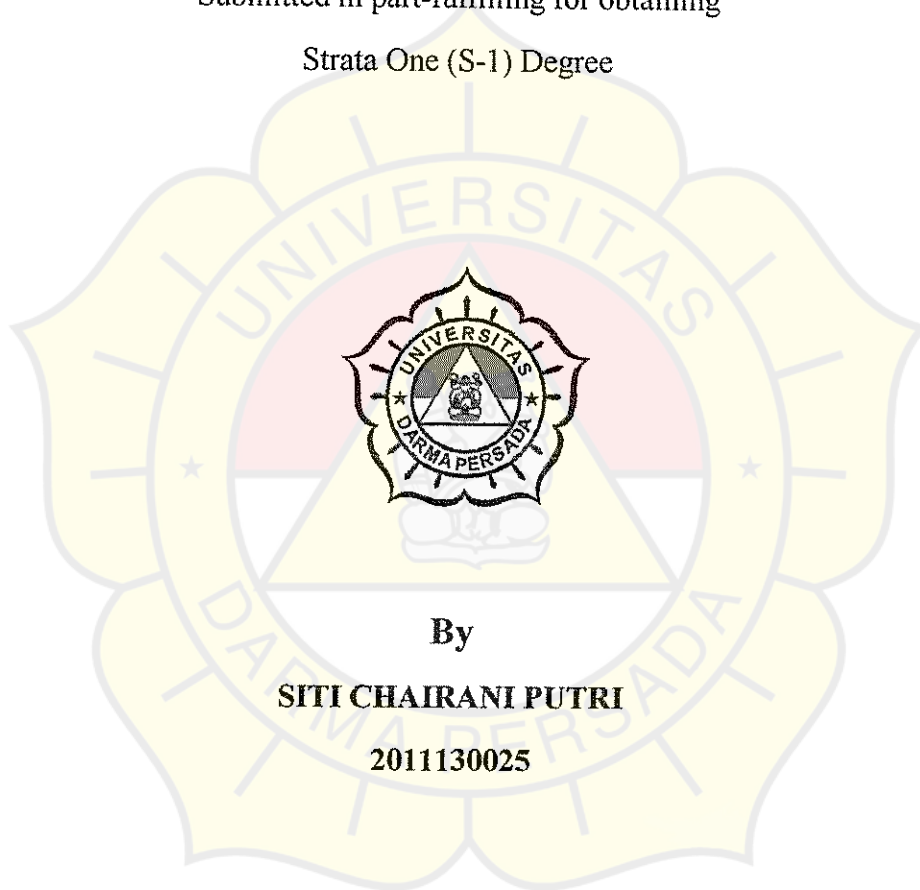 Submitted in part-fulfilling for obtaining
Strata One (S-1) Degree
UNIVERSITAS
DARMA PERSADA
UNIVERSITAS
DARMA PERSADA
By
SITI CHAIRANI PUTRI
2011130025